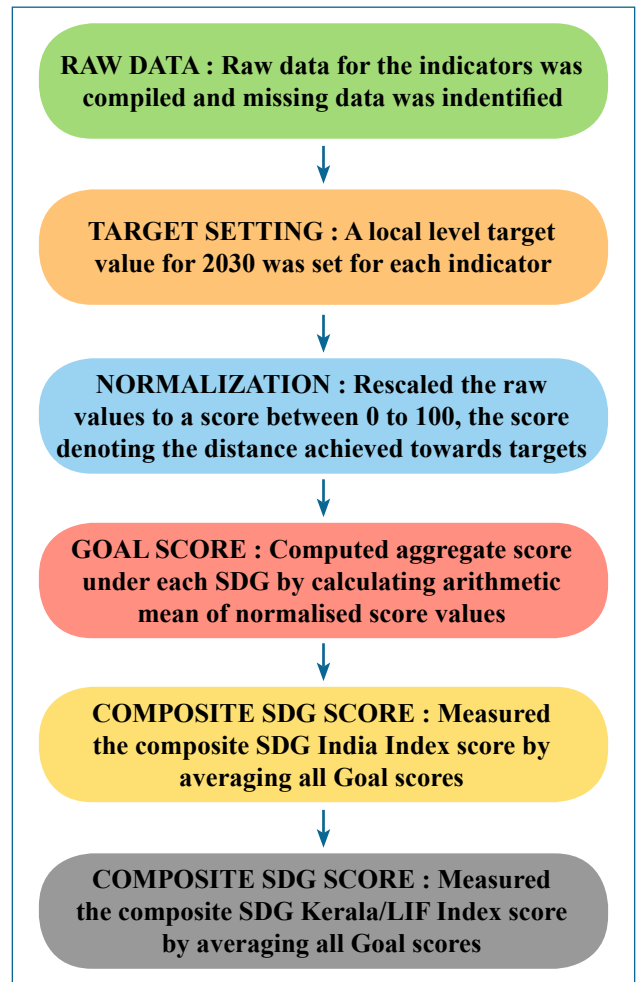 RAW DATA : Raw data for the indicators was
compiled and missing data was indentified
TARGET SETTING : A local level target
value for 2030 was set for each indicator
NORMALIZATION : Rescaled the raw
values to a score between 0 to 100, the score
denoting the distance achieved towards targets
GOAL SCORE : Computed aggregate score
under each SDG by calculating arithmetic
mean of normalised score values
COMPOSITE SDG SCORE : Measured
the composite SDG India Index score by
averaging all Goal scores
COMPOSITE SDG SCORE : Measured
the composite SDG Kerala/LIF Index score
by averaging all Goal scores